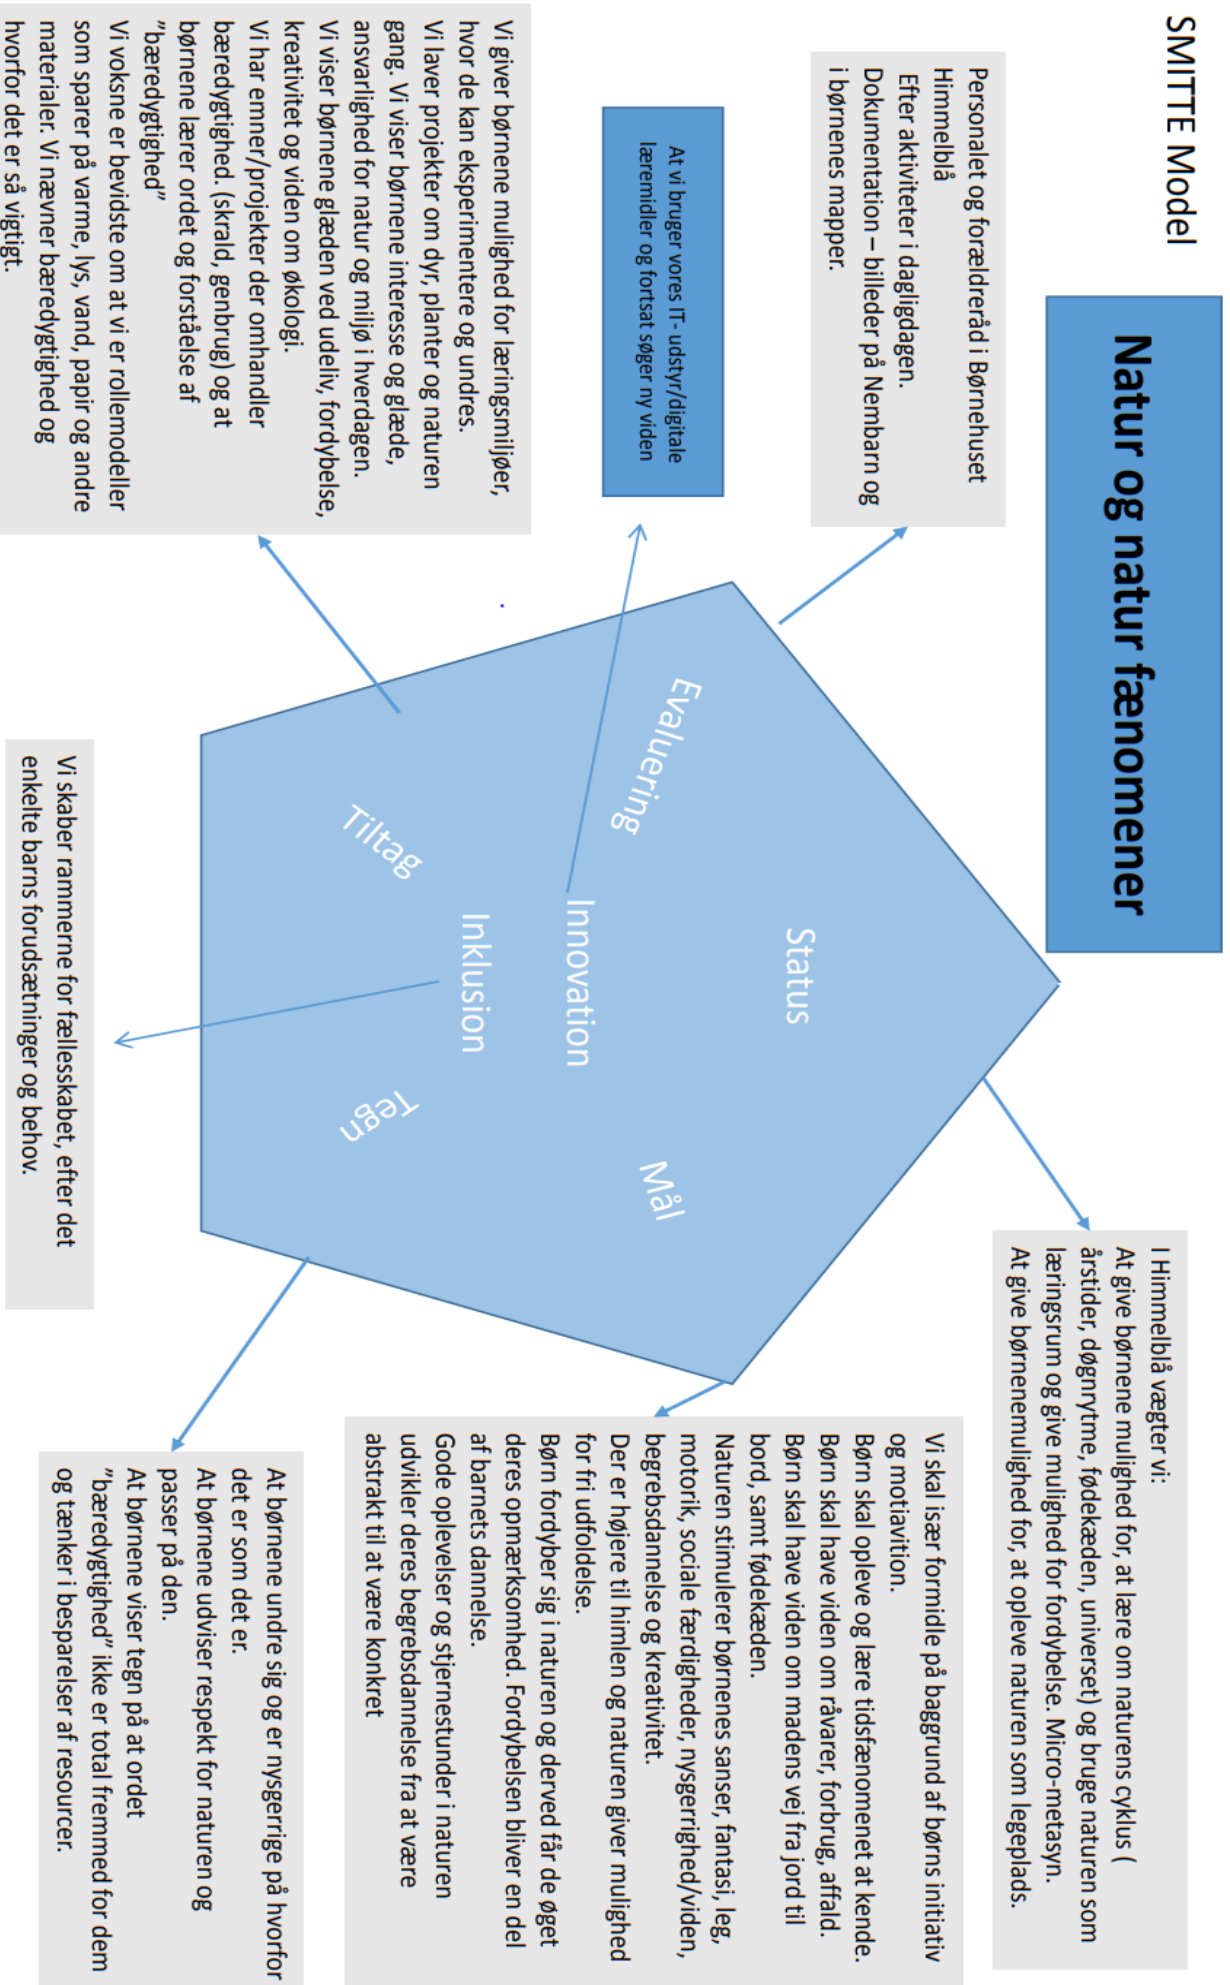 SMITTE Model
Natur og natur fænomener
Personalet og forældreråd i Børnehuset
Himmelblå
Efter aktiviteter i dagligdagen.
Dokumentation – billeder på Nembarn og
i børnenes mapper.
I Himmelblå vægter vi:
At give børnene mulighed for, at lære om naturens cyklus (
årstider, døgnrytme, fødekæden, universet) og bruge naturen som
læringsrum og give mulighed for fordybelse. Micro-metasyn.
At give børnenemulighed for, at opleve naturen som legeplads.
At vi bruger vores IT- udstyr/digitale
læremidler og fortsat søger ny viden
Status
Evaluering
Mål
Innovation
Inklusion
Tiltag
Tegn
Vi skal især formidle på baggrund af børns initiativ
og motiavition.
Børn skal opleve og lære tidsfænomenet at kende.
Børn skal have viden om råvarer, forbrug, affald.
Børn skal have viden om madens vej fra jord til
bord, samt fødekæden.
Naturen stimulerer børnenes sanser, fantasi, leg,
motorik, sociale færdigheder, nysgerrighed/viden,
begrebsdannelse og kreativitet.
Der er højere til himlen og naturen giver mulighed
for fri udfoldelse.
Børn fordyber sig i naturen og derved får de øget
deres opmærksomhed. Fordybelsen bliver en del
af barnets dannelse.
Gode oplevelser og stjernestunder i naturen
udvikler deres begrebsdannelse fra at være
abstrakt til at være konkret
Vi giver børnene mulighed for læringsmiljøer,
hvor de kan eksperimentere og undres.
Vi laver projekter om dyr, planter og naturen
gang. Vi viser børnene interesse og glæde,
ansvarlighed for natur og miljø i hverdagen.
Vi viser børnene glæden ved udeliv, fordybelse,
kreativitet og viden om økologi.
Vi har emner/projekter der omhandler
bæredygtighed. (skrald, genbrug) og at
børnene lærer ordet og forståelse af
”bæredygtighed”
Vi voksne er bevidste om at vi er rollemodeller
som sparer på varme, lys, vand, papir og andre
materialer. Vi nævner bæredygtighed og
hvorfor det er så vigtigt.
Vi skaber rammerne for fællesskabet, efter det
enkelte barns forudsætninger og behov.
At børnene undre sig og er nysgerrige på hvorfor
det er som det er.
At børnene udviser respekt for naturen og
passer på den.
At børnene viser tegn på at ordet
”bæredygtighed” ikke er total fremmed for dem
og tænker i besparelser af resourcer.